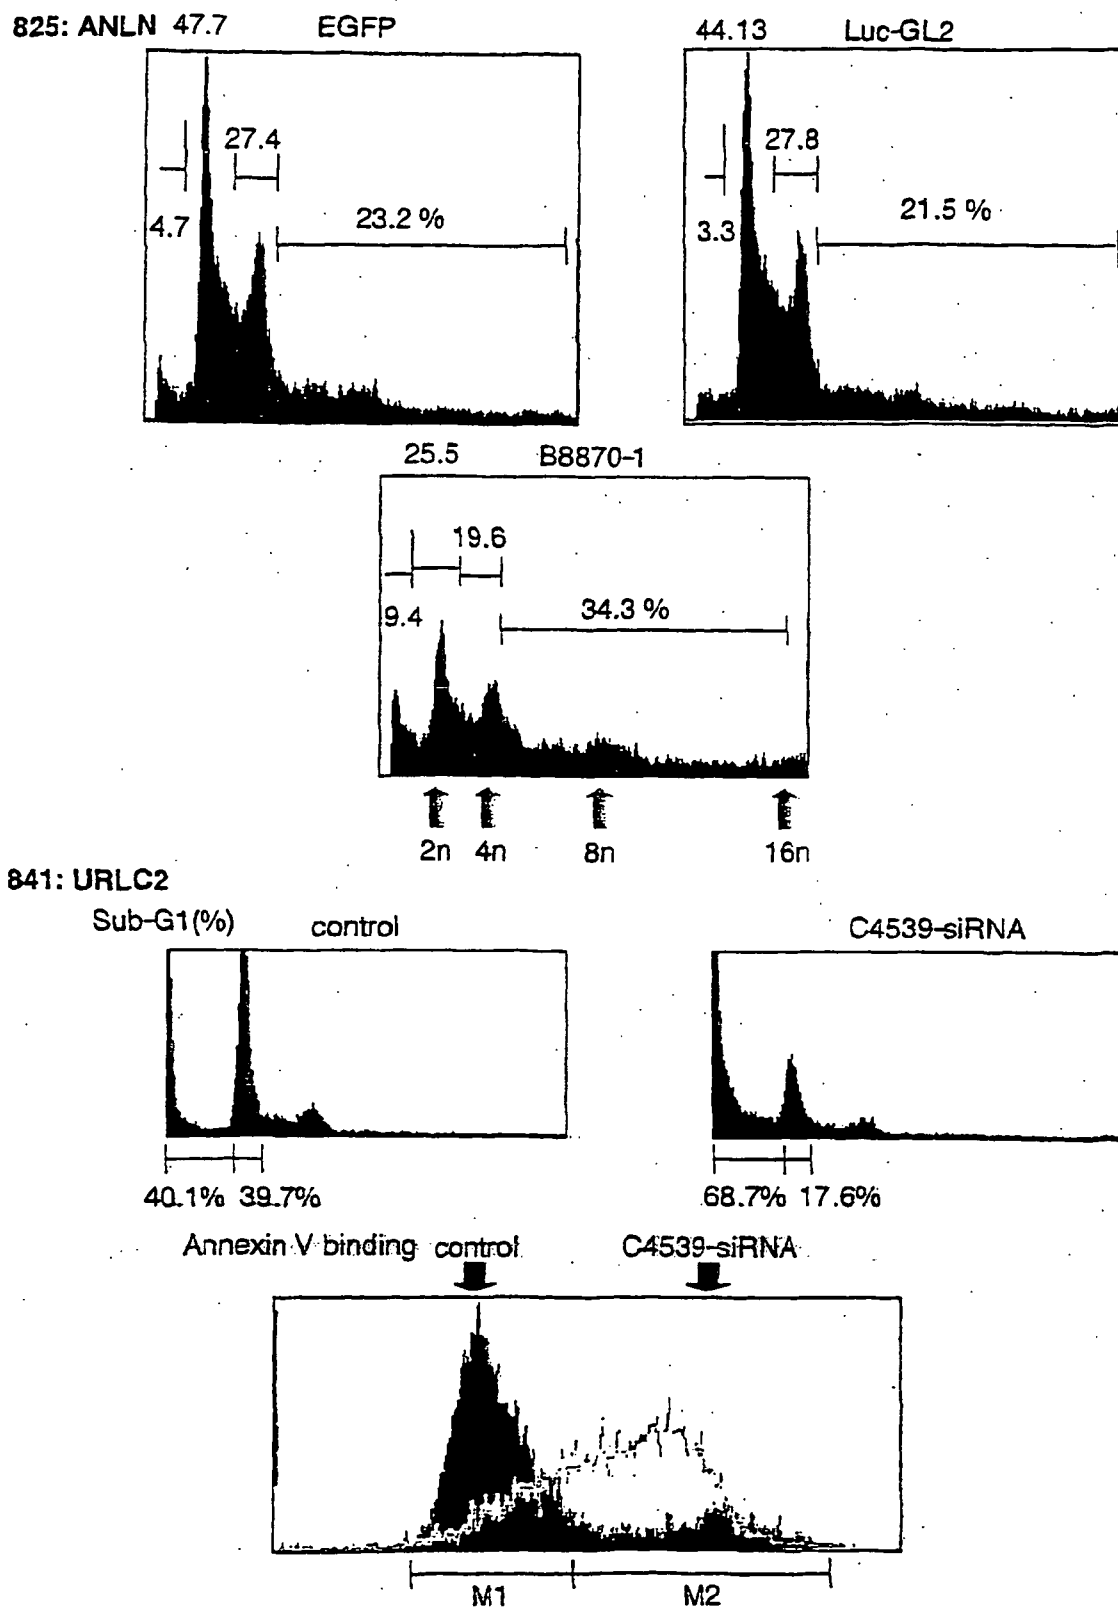 825: ANLN 47.7 EGFP
44.13 Luc-GL2
27.4
27.8
4.7
23.2 %
3.3
21.5 %
25.5 B8870-1
19.6
9.4
34.3 %
2n 4n 8n 16n
841: URLC2
Sub-G1(%) control
C4539-siRNA
40.1% 39.7%
68.7% 17.6%
Annexin V binding control C4539-siRNA
M1 M2